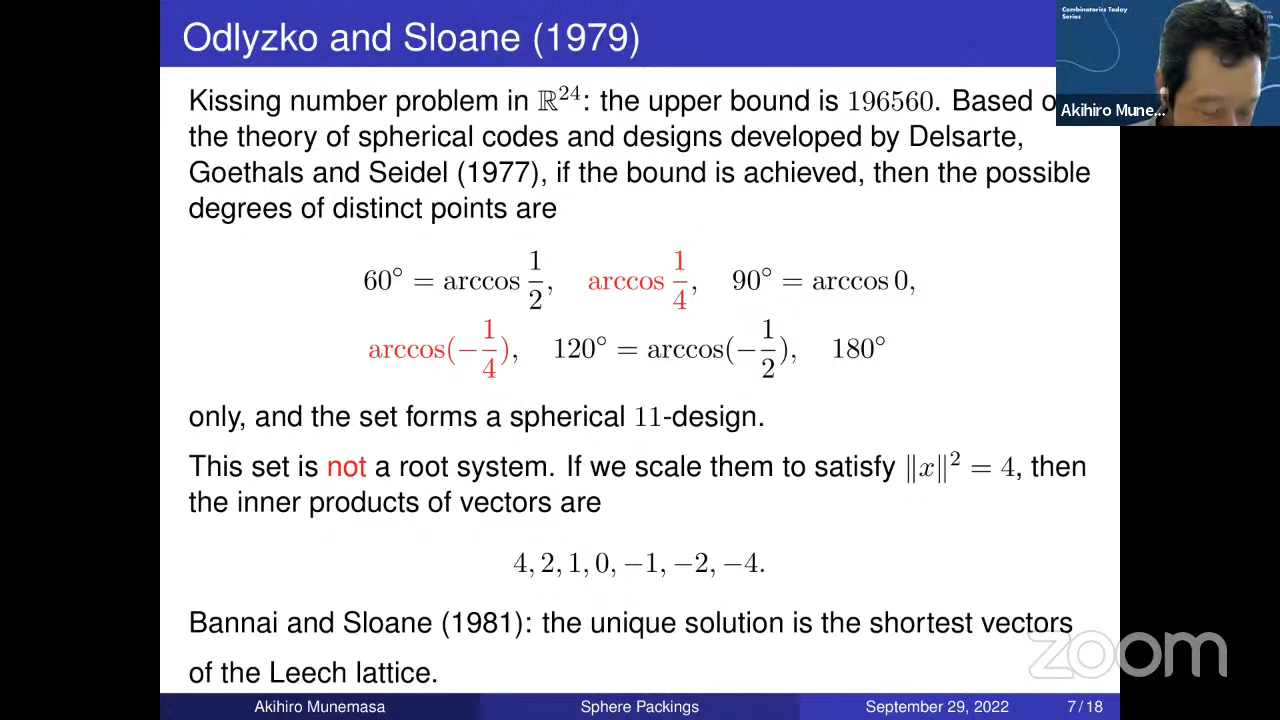 Odlyzko and Sloane (1979)
Combinatorics Today
Series
Akihiro Mune...
Kissing number problem in ℝ²⁴: the upper bound is 196560. Based
the theory of spherical codes and designs developed by Delsarte,
Goethals and Seidel (1977), if the bound is achieved, then the possible
degrees of distinct points are
60° = arccos 1/2, arccos 1/4, 90° = arccos 0,
arccos(−1/4), 120° = arccos(−1/2), 180°
only, and the set forms a spherical 11-design.
This set is not a root system. If we scale them to satisfy ‖x‖² = 4, then
the inner products of vectors are
4, 2, 1, 0, −1, −2, −4.
Bannai and Sloane (1981): the unique solution is the shortest vectors
of the Leech lattice.
zoom
Akihiro Munemasa Sphere Packings September 29, 2022 7 / 18